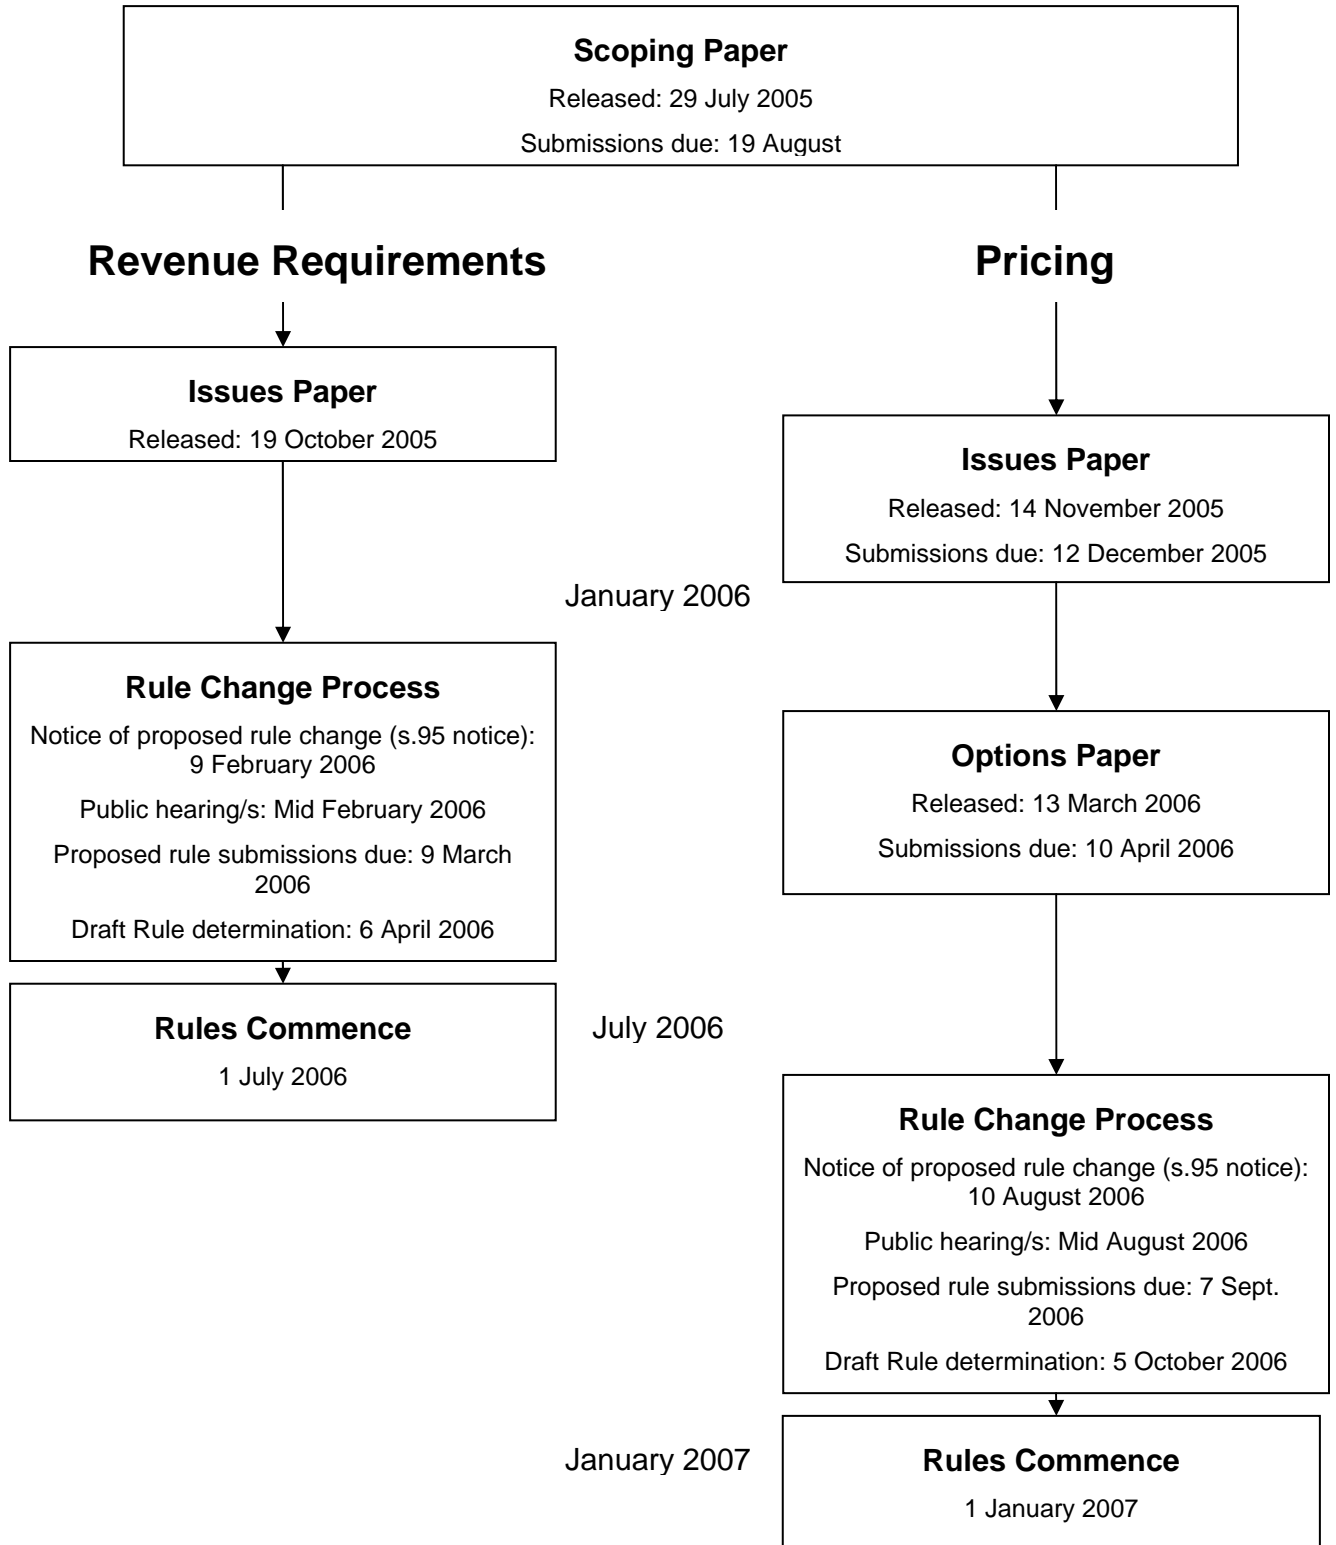 Scoping Paper
Released: 29 July 2005
Submissions due: 19 August
Revenue Requirements
Pricing
Issues Paper
Released: 19 October 2005
Issues Paper
Released: 14 November 2005
Submissions due: 12 December 2005
January 2006
Rule Change Process
Notice of proposed rule change (s.95 notice):
9 February 2006
Public hearing/s: Mid February 2006
Proposed rule submissions due: 9 March
2006
Draft Rule determination: 6 April 2006
Options Paper
Released: 13 March 2006
Submissions due: 10 April 2006
Rules Commence
1 July 2006
July 2006
Rule Change Process
Notice of proposed rule change (s.95 notice):
10 August 2006
Public hearing/s: Mid August 2006
Proposed rule submissions due: 7 Sept.
2006
Draft Rule determination: 5 October 2006
January 2007
Rules Commence
1 January 2007